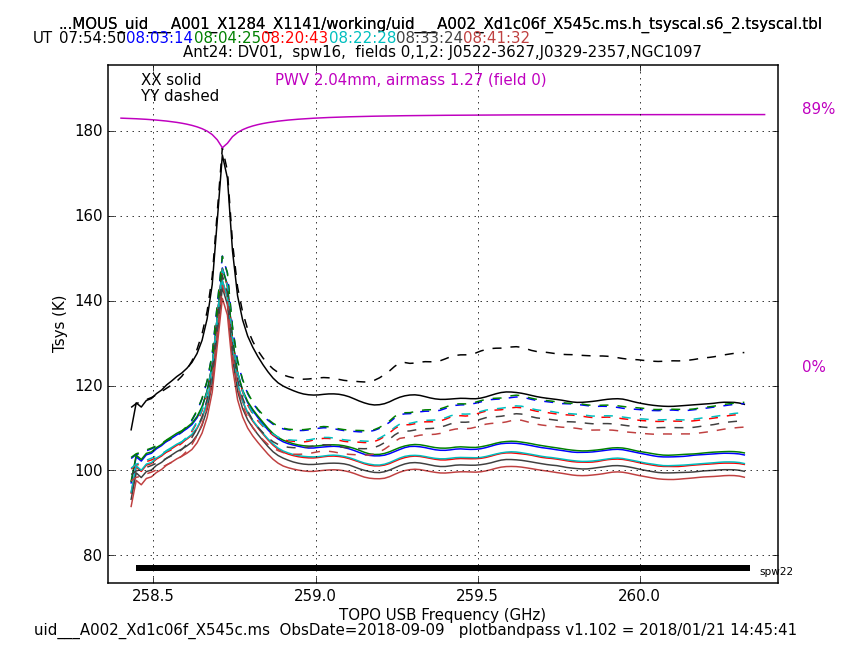 ...MOUS_uid___A001_X1284_X1141/working/uid___A002_Xd1c06f_X545c.ms.h_tsyscal.s6_2.tsyscal.tbl
UT 07:54:50 08:03:14 08:04:25 08:20:43 08:22:28 08:33:24 08:41:32
Ant24: DV01, spw16, fields 0,1,2: J0522-3627,J0329-2357,NGC1097
XX solid
PWV 2.04mm, airmass 1.27 (field 0)
YY dashed
89%
180
160
140
120
100
80
Tsys (K)
0%
spw22
258.5 259.0 259.5 260.0
TOPO USB Frequency (GHz)
uid___A002_Xd1c06f_X545c.ms ObsDate=2018-09-09 plotbandpass v1.102 = 2018/01/21 14:45:41